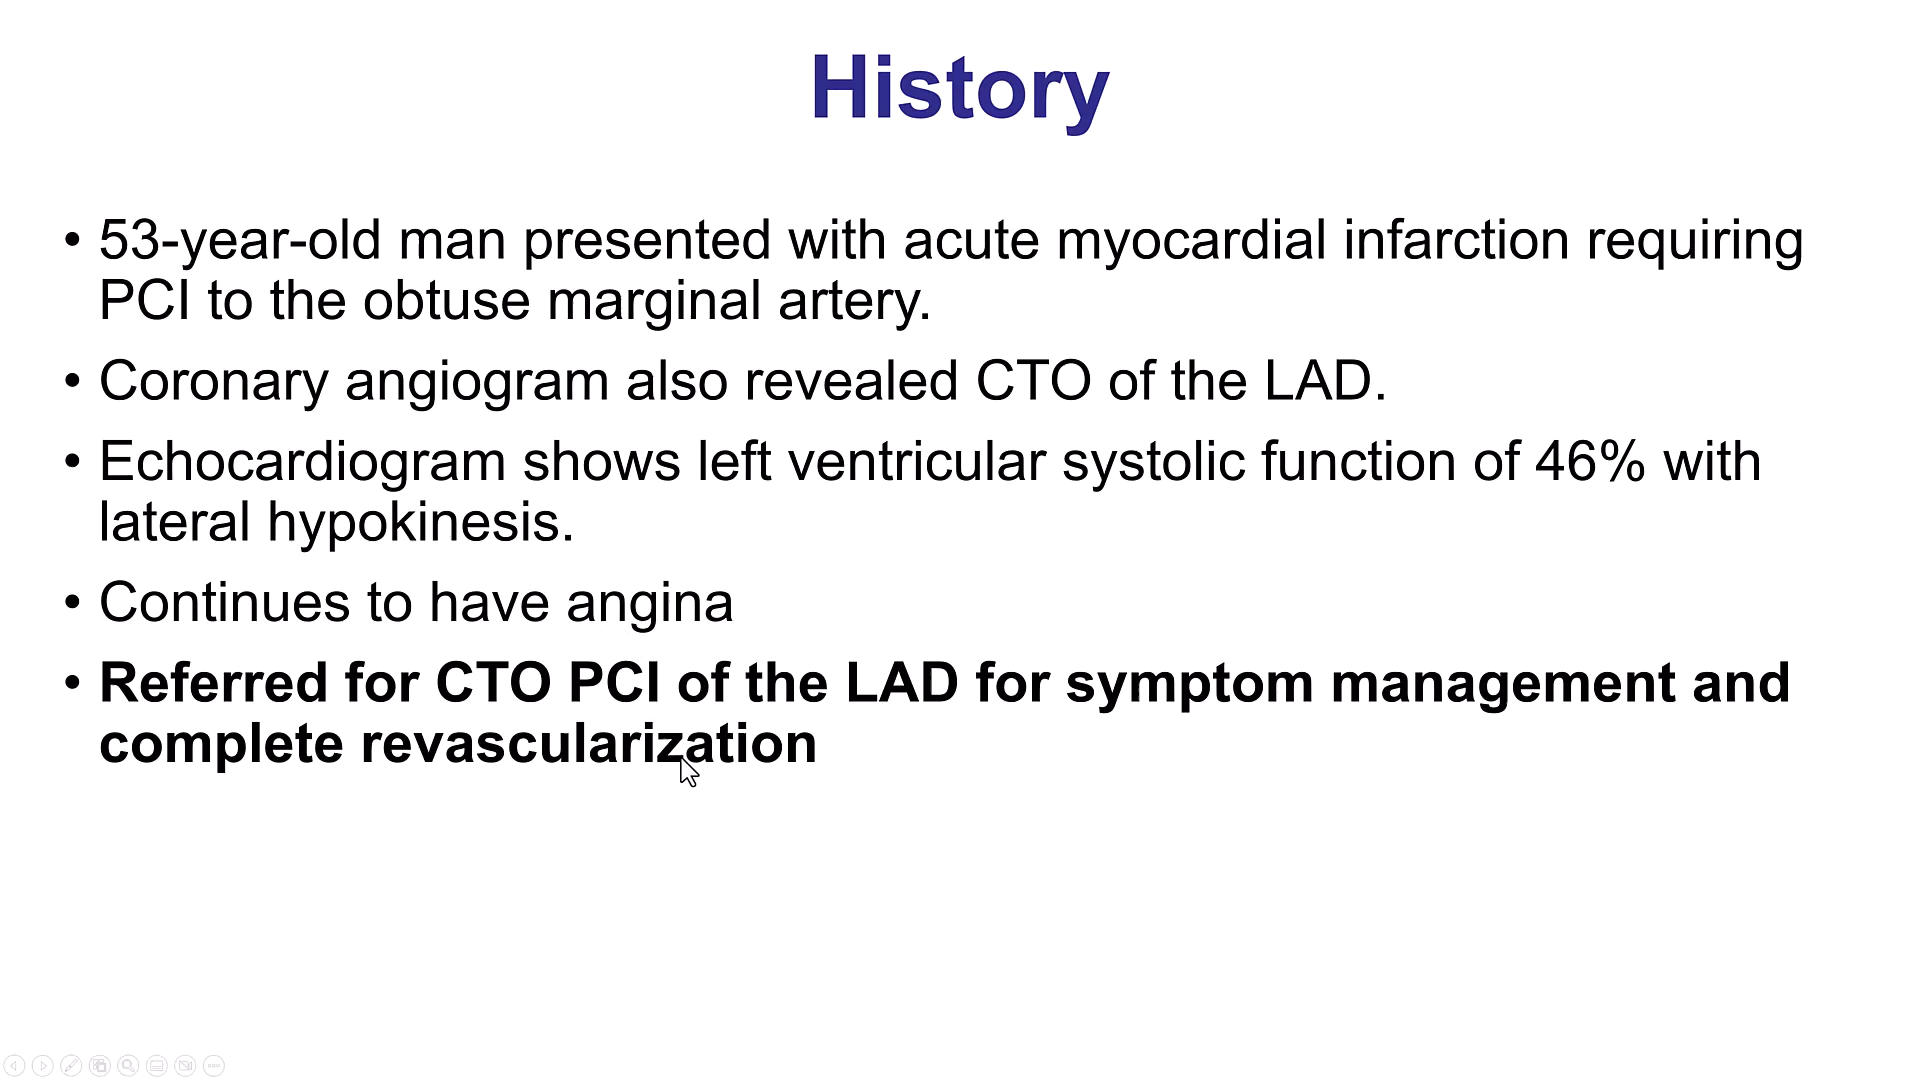 History
• 53-year-old man presented with acute myocardial infarction requiring
PCI to the obtuse marginal artery.
• Coronary angiogram also revealed CTO of the LAD.
• Echocardiogram shows left ventricular systolic function of 46% with
lateral hypokinesis.
• Continues to have angina
• Referred for CTO PCI of the LAD for symptom management and
complete revascularization